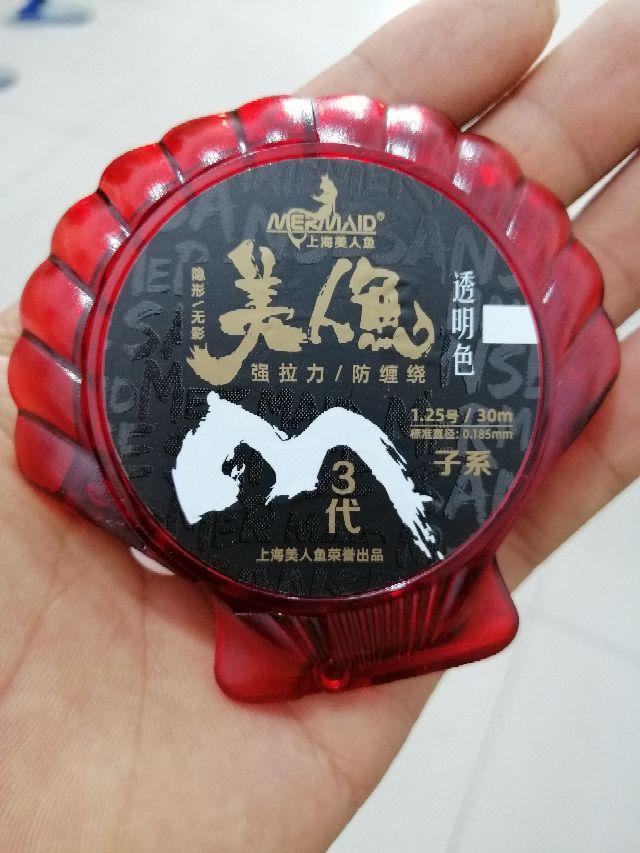 MERMAID®
上海美人鱼
隐形/无影
美人魚
强拉力/防缠绕
透明色
1.25号/30m
标准直径:0.185mm
子系
3代
上海美人鱼荣誉出品